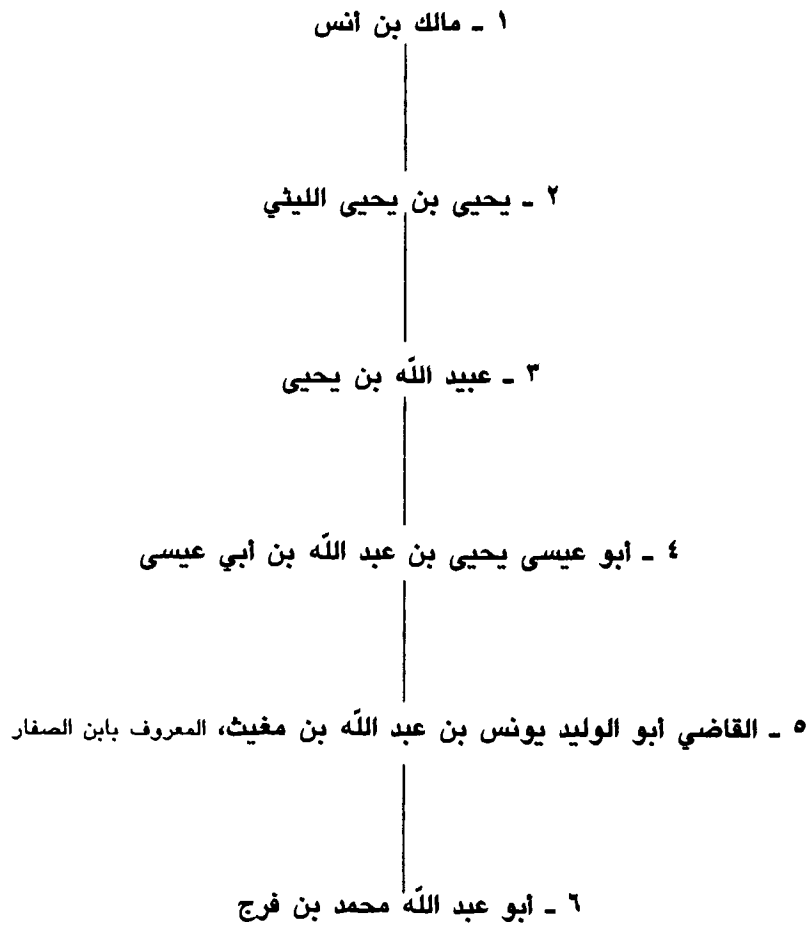 ١ ـ مالك بن أنس
٢ ـ يحيى بن يحيى الليثي
٣ ـ عبيد اللّه بن يحيى
٤ ـ أبو عيسى يحيى بن عبد اللّه بن أبي عيسى
٥ ـ القاضي أبو الوليد يونس بن عبد اللّه بن مغيث، المعروف بابن الصفار
٦ ـ أبو عبد اللّه محمد بن فرج